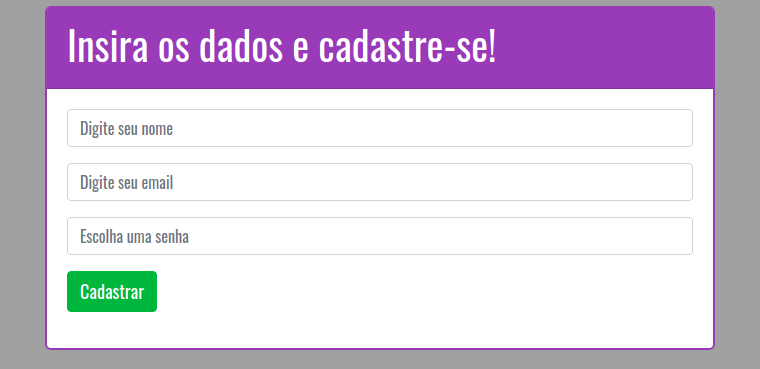 Insira os dados e cadastre-se!
Digite seu nome
Digite seu email
Escolha uma senha
Cadastrar